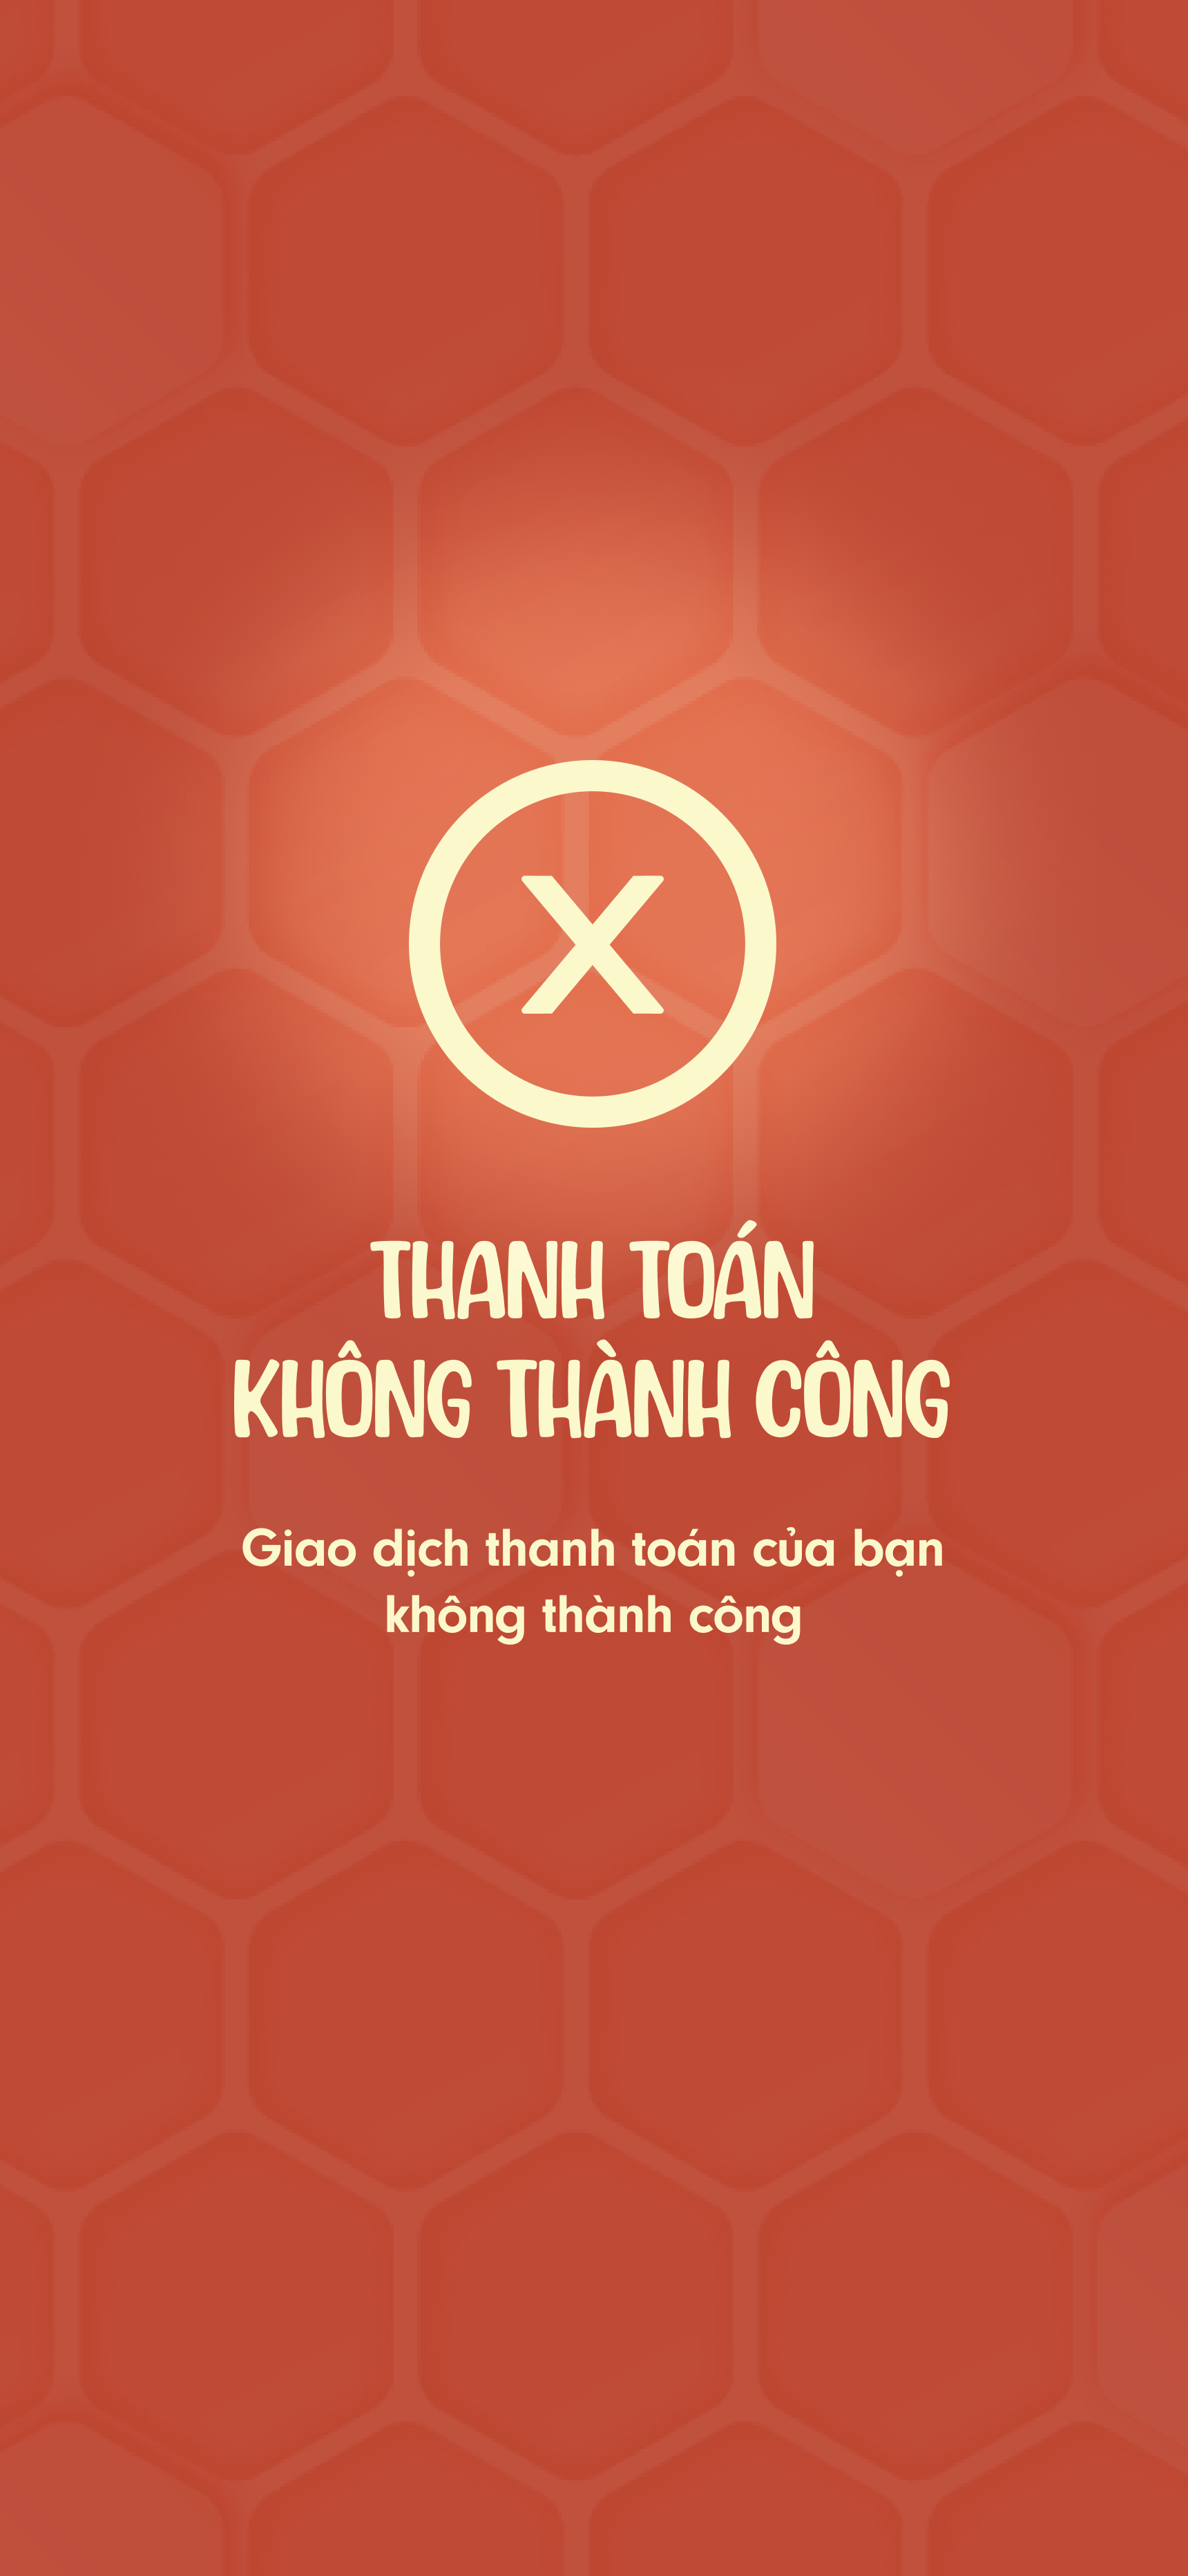 THANH TOÁN
KHÔNG THÀNH CÔNG
Giao dịch thanh toán của bạn
không thành công